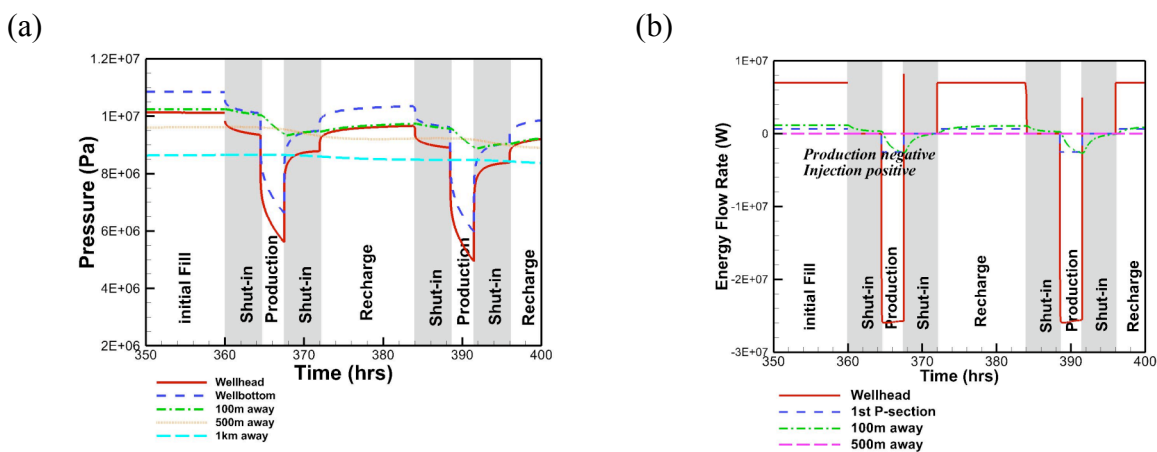 (a)
(b)
1.2E+07
1E+07
8E+06
6E+06
4E+06
2E+06
Pressure (Pa)
initial Fill
Shut-in
Production
Shut-in
Recharge
Shut-in
Production
Shut-in
Recharge
350 360 370 380 390 400
Time (hrs)
Wellhead
Wellbottom
100m away
500m away
1km away
1E+07
0
-1E+07
-2E+07
-3E+07
Energy Flow Rate (W)
Production negative
Injection positive
initial Fill
Shut-in
Production
Shut-in
Recharge
Shut-in
Production
Shut-in
Recharge
350 360 370 380 390 400
Time (hrs)
Wellhead
1st P-section
100m away
500m away